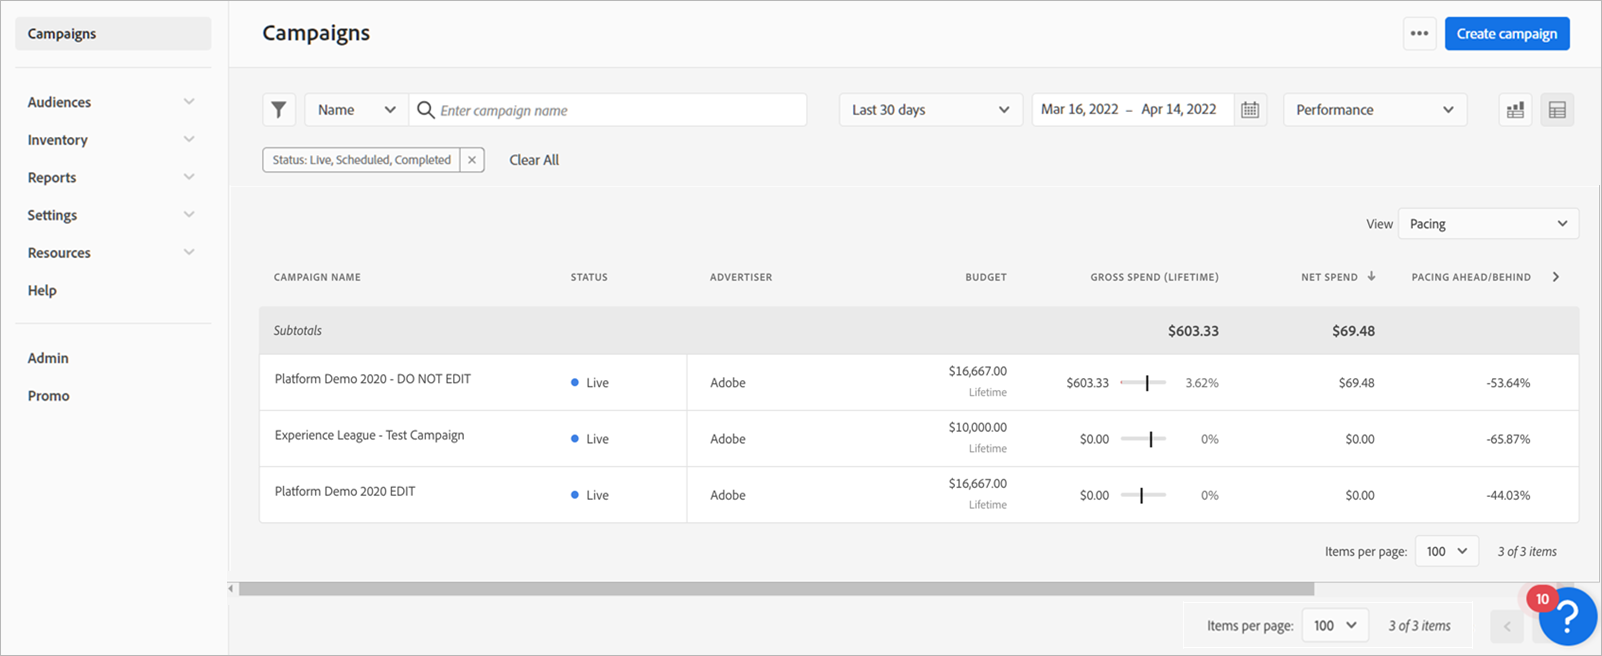 Campaigns
Audiences
Inventory
Reports
Settings
Resources
Help
Admin
Promo
Campaigns
••• Create campaign
Name Enter campaign name Last 30 days Mar 16, 2022 – Apr 14, 2022 Performance
Status: Live, Scheduled, Completed × Clear All
View Pacing
CAMPAIGN NAME STATUS ADVERTISER BUDGET GROSS SPEND (LIFETIME) NET SPEND PACING AHEAD/BEHIND
Subtotals $603.33 $69.48
Platform Demo 2020 - DO NOT EDIT Live Adobe $16,667.00 $603.33 3.62% $69.48 -53.64%
Lifetime
Experience League - Test Campaign Live Adobe $10,000.00 $0.00 0% $0.00 -65.87%
Lifetime
Platform Demo 2020 EDIT Live Adobe $16,667.00 $0.00 0% $0.00 -44.03%
Lifetime
Items per page: 100 3 of 3 items
Items per page: 100 3 of 3 items
10
?